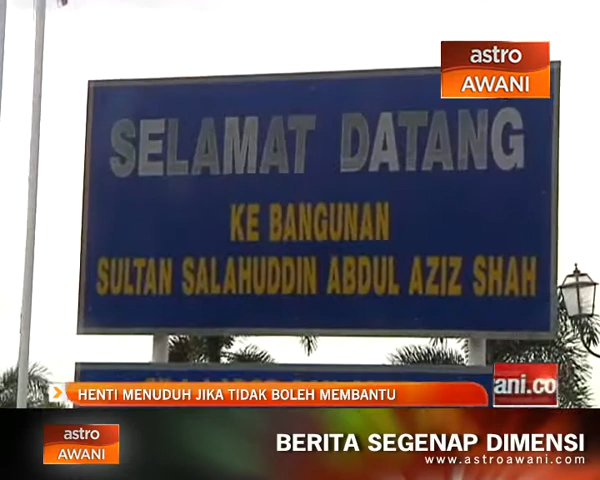 astro
AWANI
SELAMAT DATANG
KE BANGUNAN
SULTAN SALAHUDDIN ABDUL AZIZ SHAH
HENTI MENUDUH JIKA TIDAK BOLEH MEMBANTU
ani.co
astro
AWANI
BERITA SEGENAP DIMENSI
www.astroawani.com